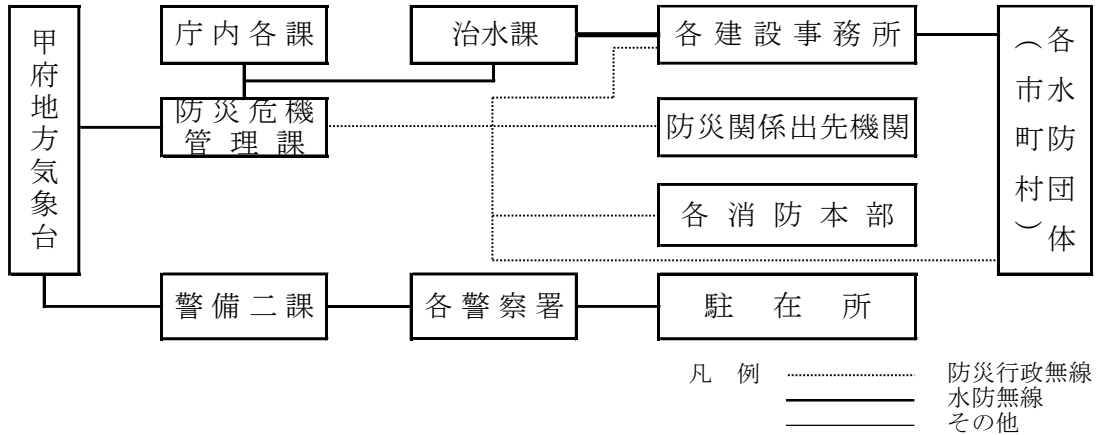 甲府地方気象台
庁内各課
治水課
各建設事務所
各水防団体
（市町村）
防災危機
管理課
防災関係出先機関
各消防本部
警備二課
各警察署
駐在所
凡例
防災行政無線
水防無線
その他